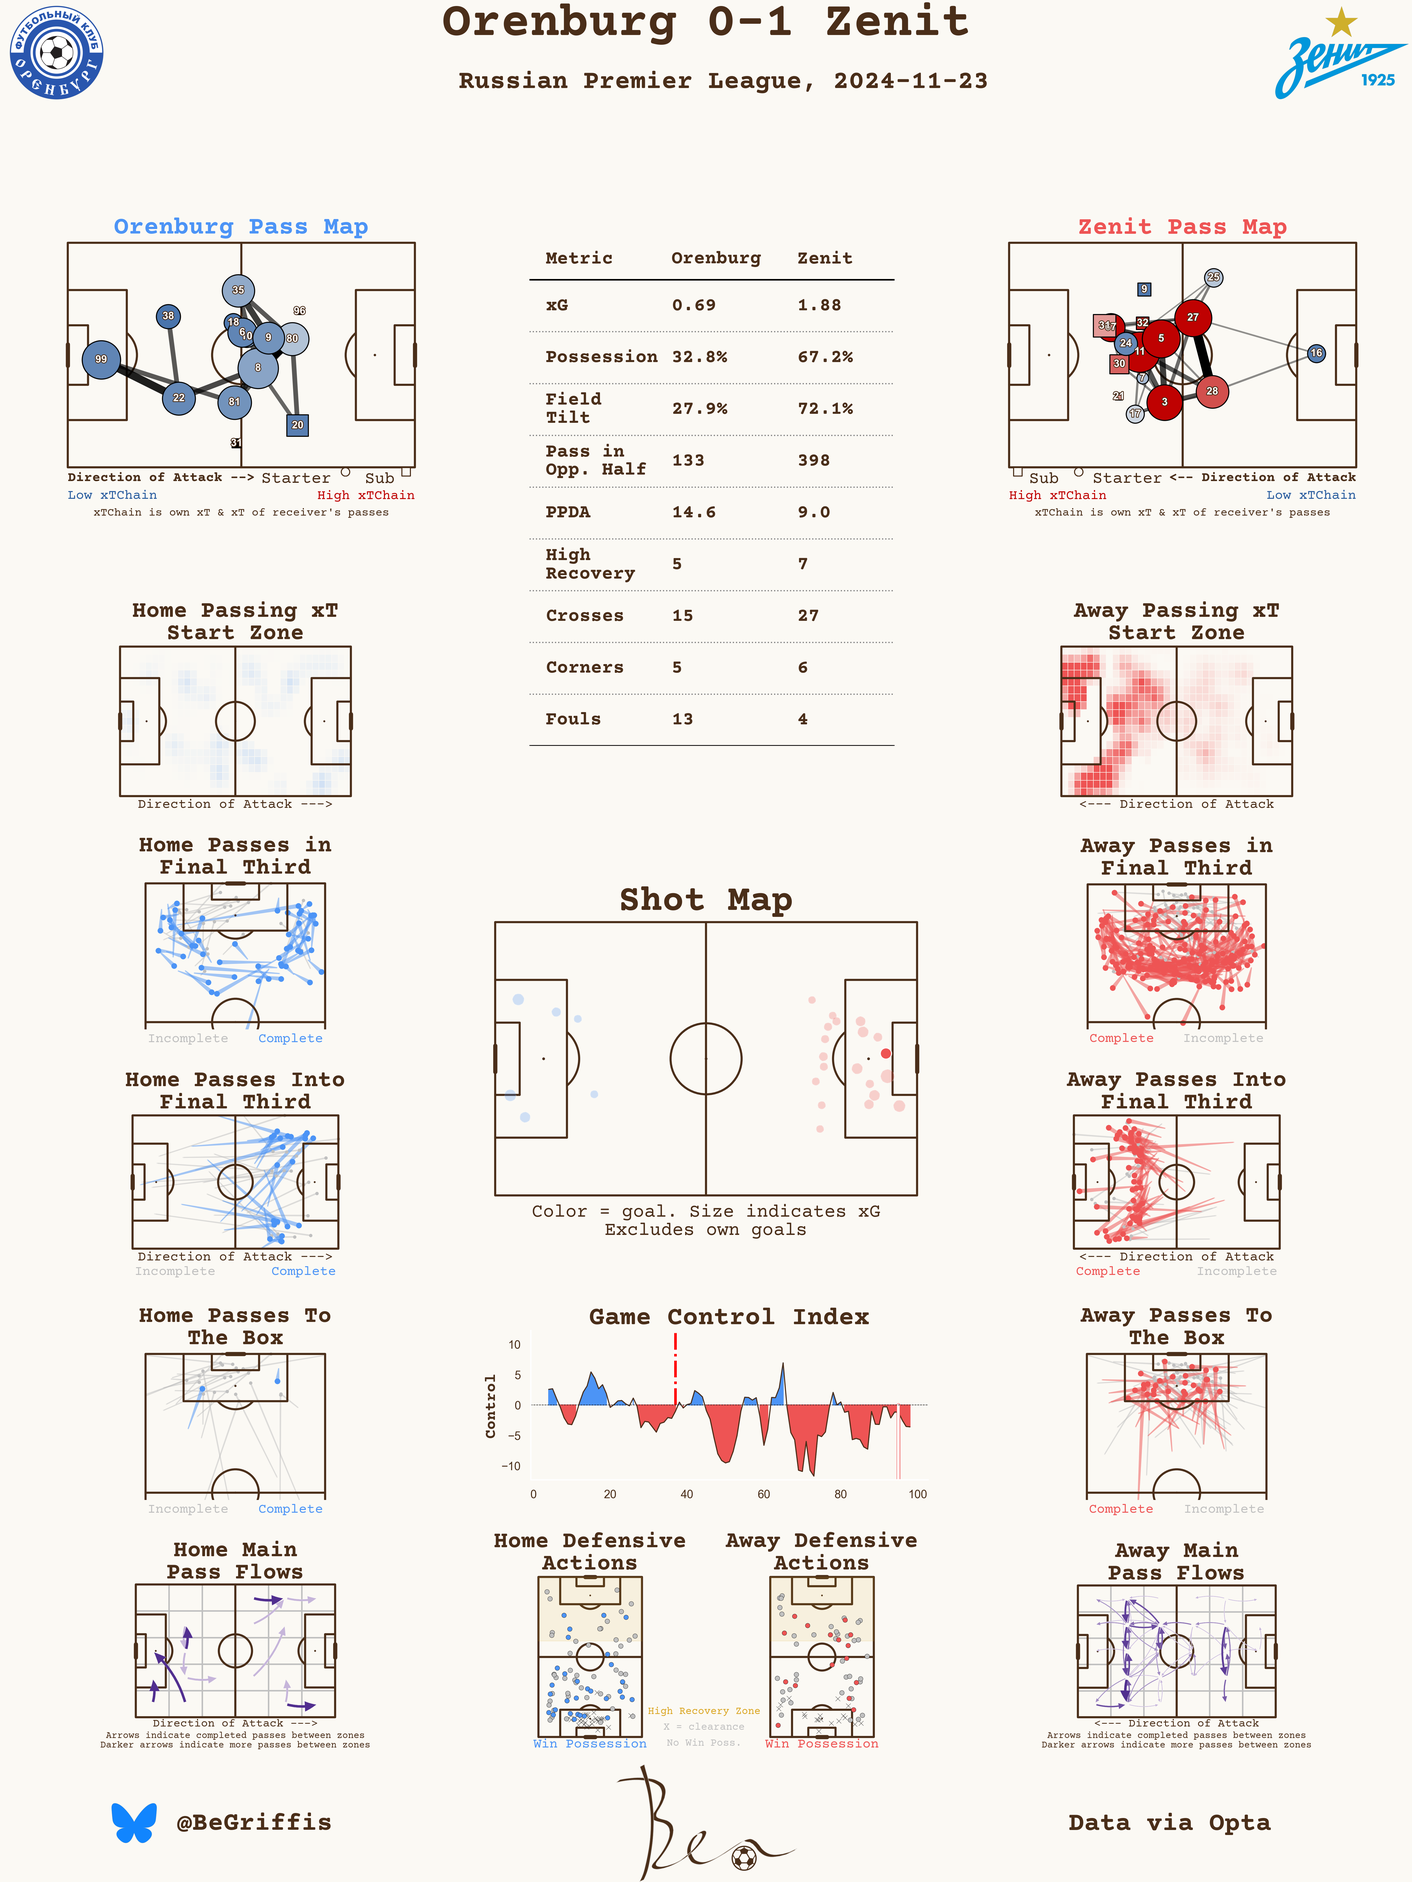 Orenburg 0-1 Zenit
Russian Premier League, 2024-11-23
ФУТБОЛЬНЫЙ КЛУБ
ОРЕНБУРГ
Зенит
1925
Orenburg Pass Map
35
38
96
18
6
10
9
80
99
8
22
81
20
31
Direction of Attack --> Starter Sub
Low xTChain High xTChain
xTChain is own xT & xT of receiver's passes
Metric Orenburg Zenit
xG 0.69 1.88
Possession 32.8% 67.2%
Field
Tilt 27.9% 72.1%
Pass in
Opp. Half 133 398
PPDA 14.6 9.0
High
Recovery 5 7
Crosses 15 27
Corners 5 6
Fouls 13 4
Zenit Pass Map
25
9
27
32
24
5
11
16
30
7
28
21
3
17
Sub Starter <-- Direction of Attack
High xTChain Low xTChain
xTChain is own xT & xT of receiver's passes
Home Passing xT
Start Zone
Direction of Attack --->
Away Passing xT
Start Zone
<--- Direction of Attack
Home Passes in
Final Third
Incomplete Complete
Away Passes in
Final Third
Complete Incomplete
Shot Map
Color = goal. Size indicates xG
Excludes own goals
Home Passes Into
Final Third
Direction of Attack --->
Incomplete Complete
Away Passes Into
Final Third
<--- Direction of Attack
Complete Incomplete
Home Passes To
The Box
Incomplete Complete
Game Control Index
Control
10
5
0
−5
−10
0 20 40 60 80 100
Away Passes To
The Box
Complete Incomplete
Home Main
Pass Flows
Direction of Attack --->
Arrows indicate completed passes between zones
Darker arrows indicate more passes between zones
Home Defensive
Actions
Win Possession
High Recovery Zone
X = clearance
No Win Poss.
Away Defensive
Actions
Win Possession
Away Main
Pass Flows
<--- Direction of Attack
Arrows indicate completed passes between zones
Darker arrows indicate more passes between zones
@BeGriffis
Data via Opta